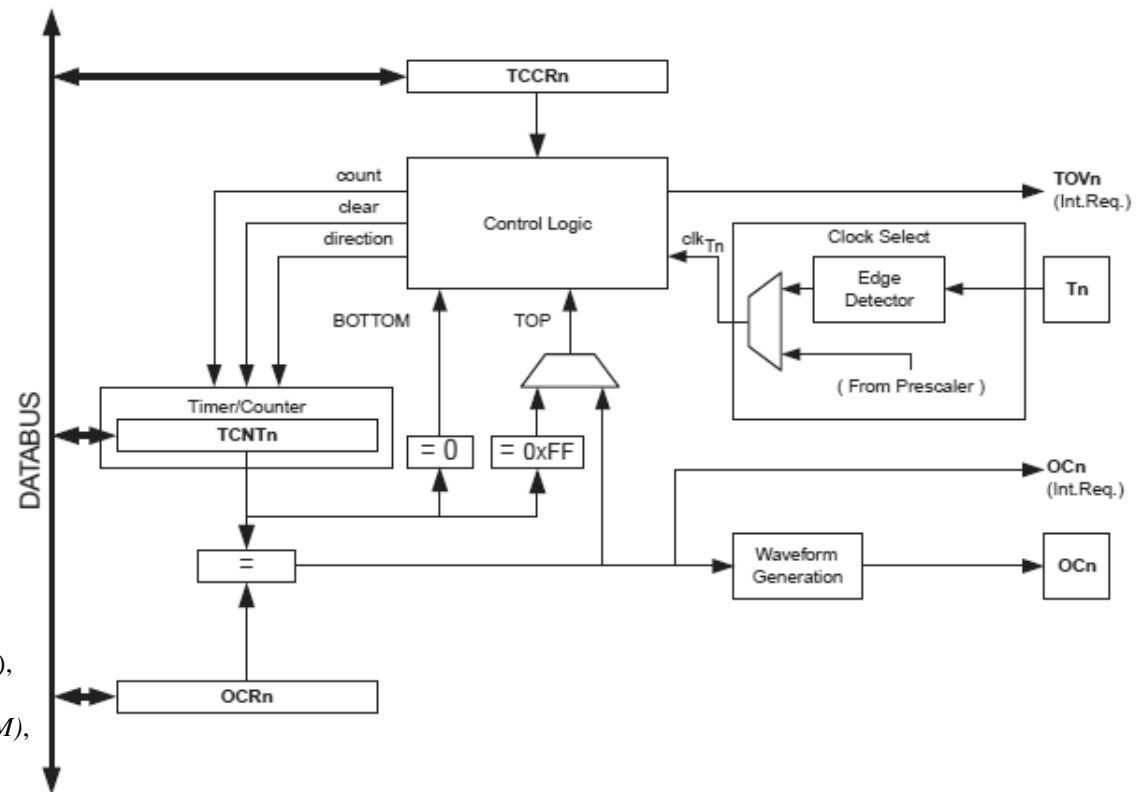 TCCRn
count
clear
direction
Control Logic
TOVn
(Int.Req.)
clkTn
Clock Select
Edge
Detector
Tn
BOTTOM
TOP
( From Prescaler )
DATABUS
Timer/Counter
TCNTn
= 0
= 0xFF
OCn
(Int.Req.)
=
Waveform
Generation
OCn
),
OCRn
M),